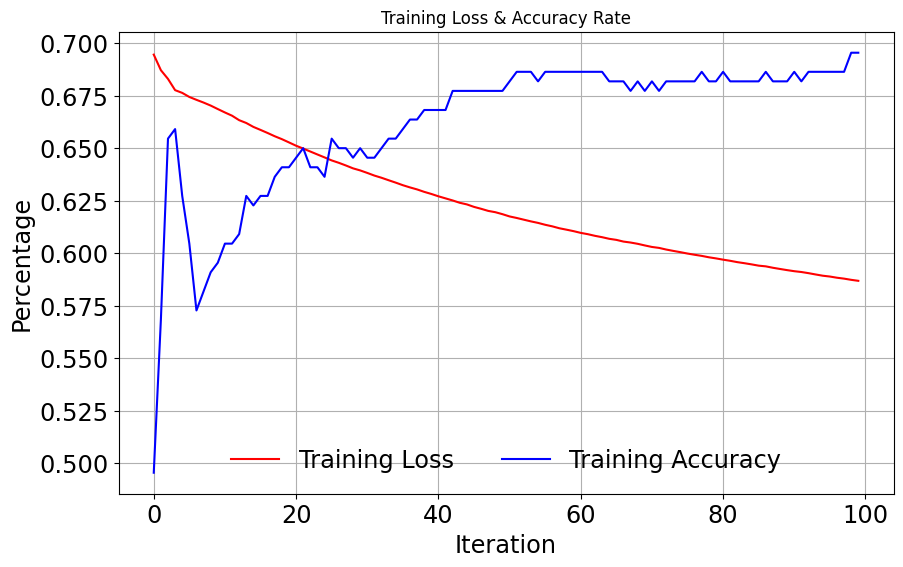 Training Loss & Accuracy Rate
Percentage
0.700
0.675
0.650
0.625
0.600
0.575
0.550
0.525
0.500
Training Loss Training Accuracy
0 20 40 60 80 100
Iteration